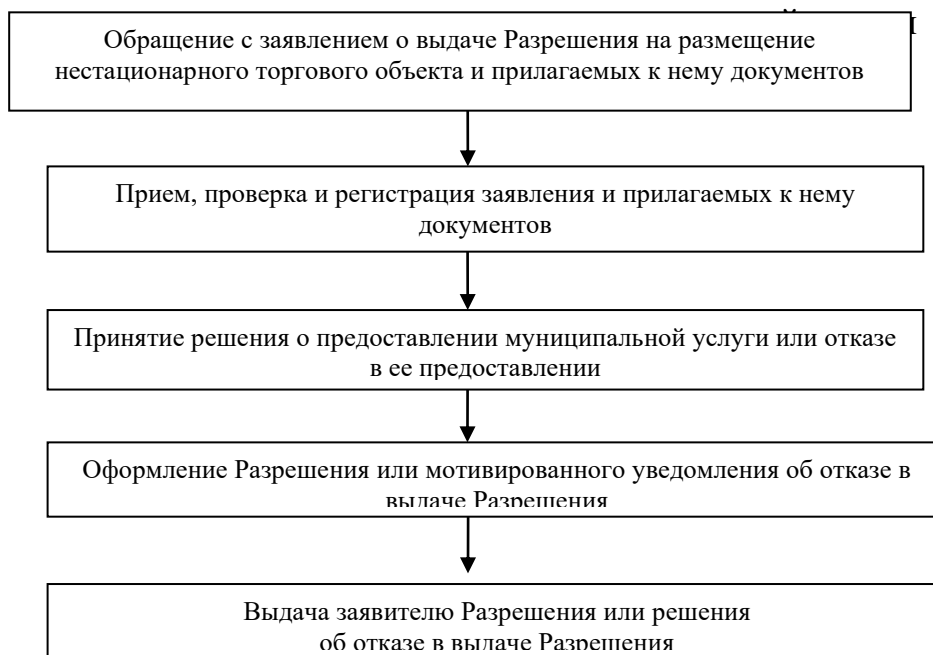 Обращение с заявлением о выдаче Разрешения на размещение
нестационарного торгового объекта и прилагаемых к нему документов
Прием, проверка и регистрация заявления и прилагаемых к нему
документов
Принятие решения о предоставлении муниципальной услуги или отказе
в ее предоставлении
Оформление Разрешения или мотивированного уведомления об отказе в
выдаче Разрешения
Выдача заявителю Разрешения или решения
об отказе в выдаче Разрешения